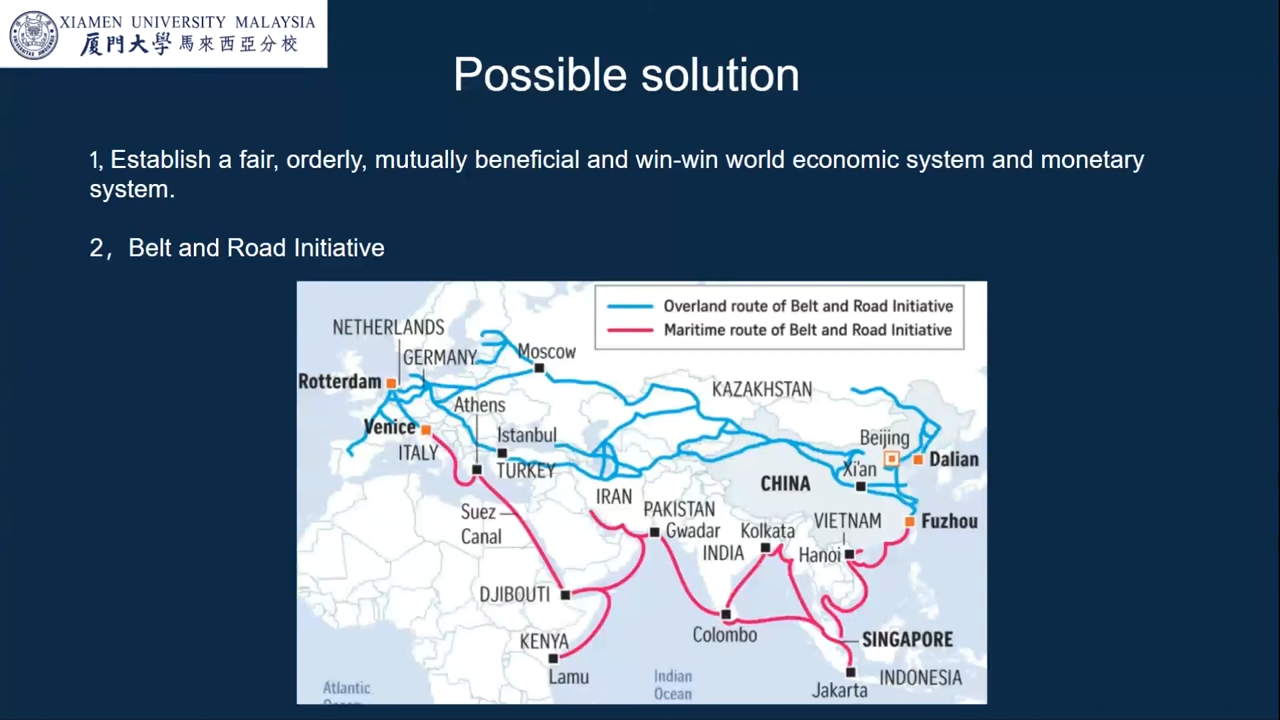 XIAMEN UNIVERSITY MALAYSIA
厦門大學 馬來西亞分校
Possible solution
1, Establish a fair, orderly, mutually beneficial and win-win world economic system and monetary
system.
2，Belt and Road Initiative
Overland route of Belt and Road Initiative
Maritime route of Belt and Road Initiative
NETHERLANDS
GERMANY
Moscow
Rotterdam
KAZAKHSTAN
Athens
Venice
Istanbul
Beijing
ITALY
TURKEY
Xi'an
Dalian
CHINA
IRAN
PAKISTAN
Suez
Canal
Gwadar
Kolkata
VIETNAM
Fuzhou
INDIA
Hanoi
DJIBOUTI
Colombo
SINGAPORE
KENYA
Lamu
Indian
Ocean
INDONESIA
Atlantic
Jakarta